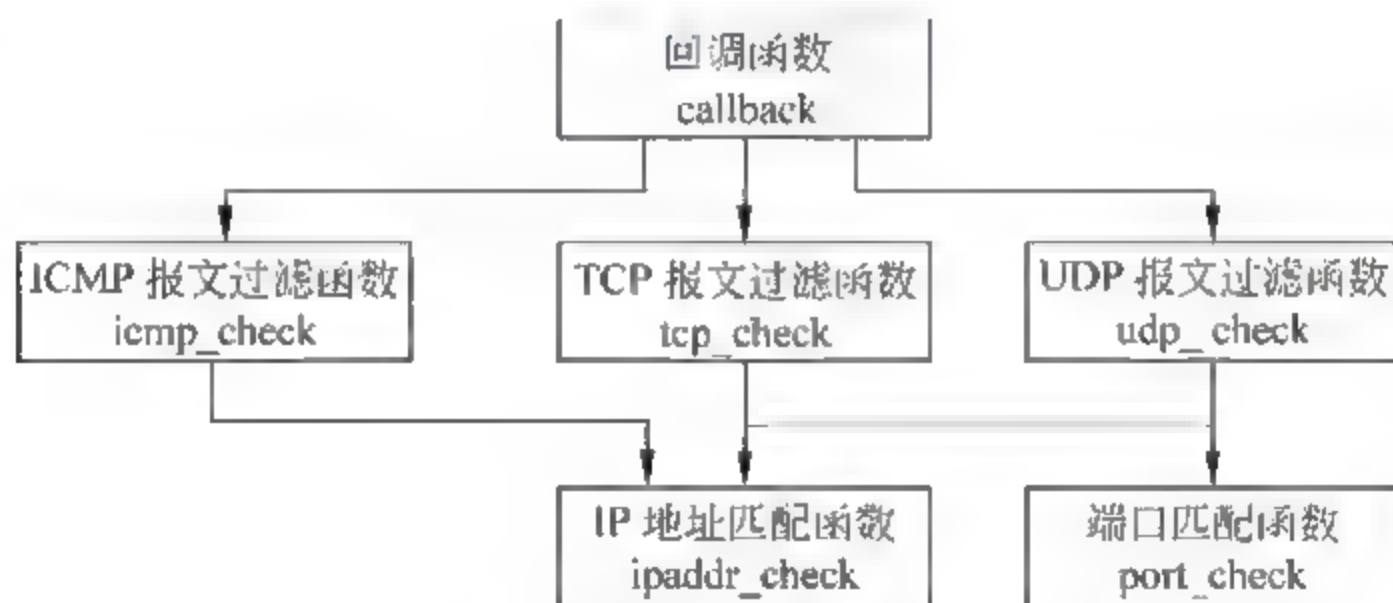 回调函数
callback
ICMP 报文过滤函数
icmp_check
TCP 报文过滤函数
tcp_check
UDP 报文过滤函数
udp_ check
IP 地址匹配函数
ipaddr_check
端口匹配函数
port_check